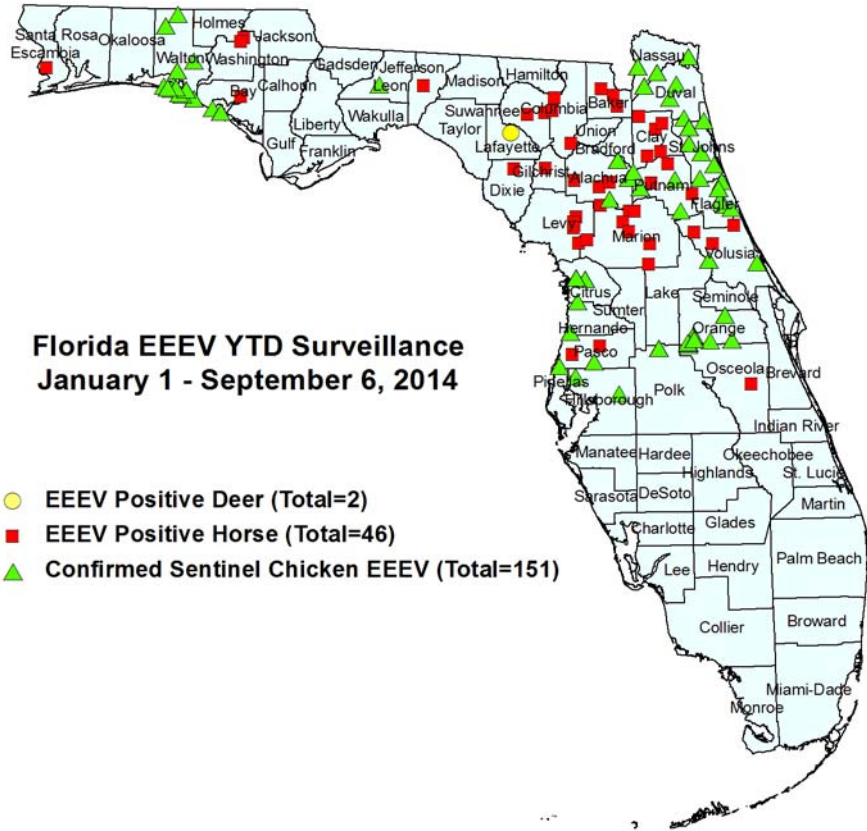 Holmes
Jackson
Santa Rosa
Okaloosa
Escambia
Walton
Washington
Gadsden
Jefferson
Hamilton
Nassau
Bay
Calhoun
Leon
Madison
Baker
Duval
Suwannee
Columbia
Liberty
Wakulla
Taylor
Union
Clay
Gulf
Franklin
Lafayette
Bradford
St Johns
Dixie
Gilchrist
Alachua
Putnam
Flagler
Levy
Marion
Volusia
Citrus
Lake
Seminole
Sumter
Hernando
Orange
Florida EEEV YTD Surveillance
January 1 - September 6, 2014
Pasco
Osceola
Brevard
Pinellas
Polk
Hillsborough
Indian River
Manatee
Hardee
Okeechobee
Highlands
St. Lucie
EEEV Positive Deer (Total=2)
Sarasota
DeSoto
Martin
EEEV Positive Horse (Total=46)
Charlotte
Glades
Confirmed Sentinel Chicken EEEV (Total=151)
Lee
Hendry
Palm Beach
Broward
Collier
Miami-Dade
Monroe